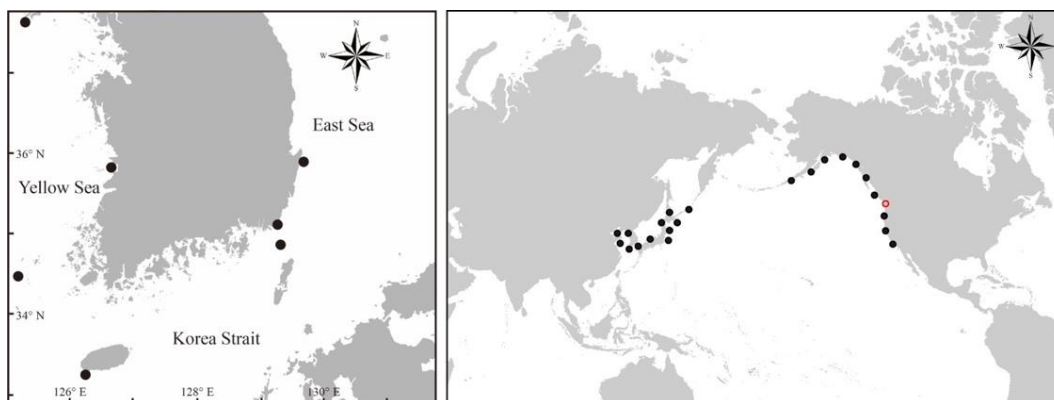 N
W
E
S
East Sea
36° N
Yellow Sea
34° N
Korea Strait
126° E
128° E
130° E
N
W
E
S